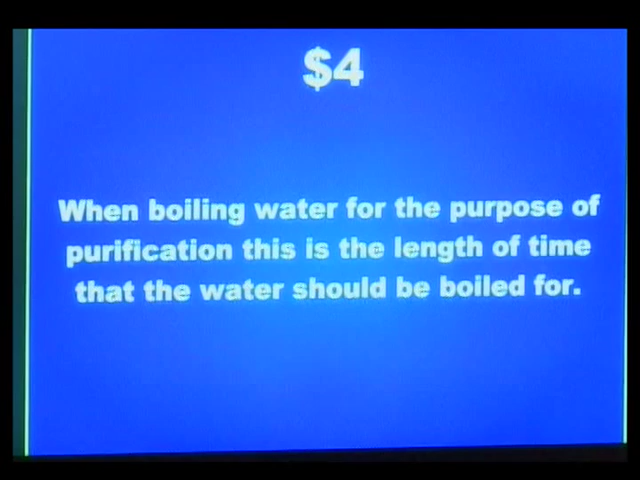 $4
When boiling water for the purpose of
purification this is the length of time
that the water should be boiled for.